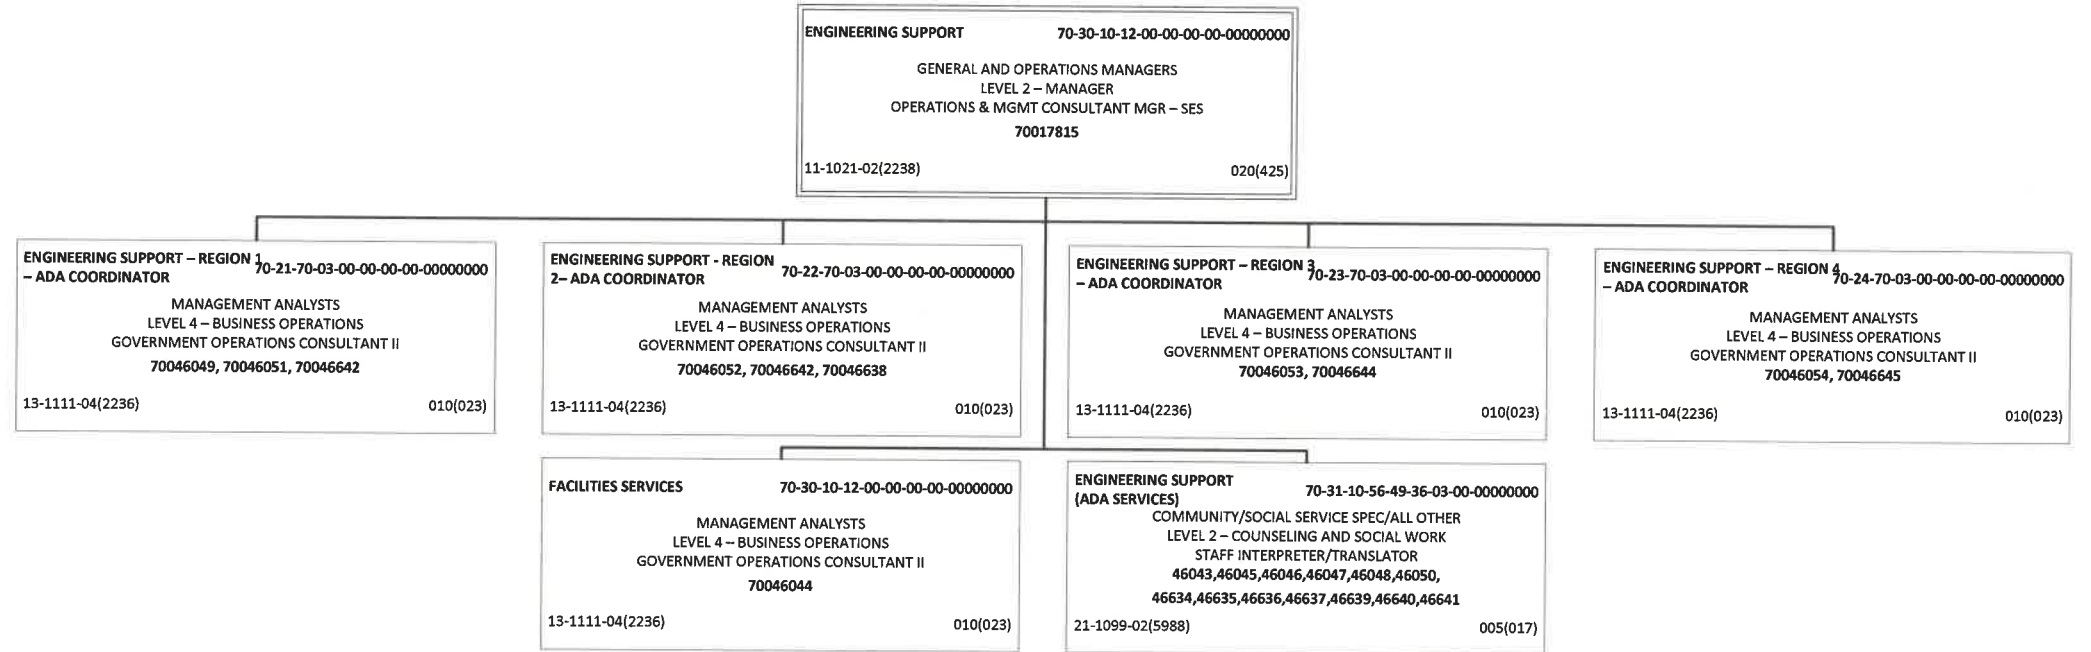 ENGINEERING SUPPORT 70-30-10-12-00-00-00-00-00000000
GENERAL AND OPERATIONS MANAGERS
LEVEL 2 – MANAGER
OPERATIONS & MGMT CONSULTANT MGR – SES
70017815
11-1021-02(2238) 020(425)
ENGINEERING SUPPORT – REGION 1
– ADA COORDINATOR
70-21-70-03-00-00-00-00-00000000
MANAGEMENT ANALYSTS
LEVEL 4 – BUSINESS OPERATIONS
GOVERNMENT OPERATIONS CONSULTANT II
70046049, 70046051, 70046642
13-1111-04(2236) 010(023)
ENGINEERING SUPPORT - REGION
2– ADA COORDINATOR
70-22-70-03-00-00-00-00-00000000
MANAGEMENT ANALYSTS
LEVEL 4 – BUSINESS OPERATIONS
GOVERNMENT OPERATIONS CONSULTANT II
70046052, 70046642, 70046638
13-1111-04(2236) 010(023)
ENGINEERING SUPPORT – REGION 3
– ADA COORDINATOR
70-23-70-03-00-00-00-00-00000000
MANAGEMENT ANALYSTS
LEVEL 4 – BUSINESS OPERATIONS
GOVERNMENT OPERATIONS CONSULTANT II
70046053, 70046644
13-1111-04(2236) 010(023)
ENGINEERING SUPPORT – REGION 4
– ADA COORDINATOR
70-24-70-03-00-00-00-00-00000000
MANAGEMENT ANALYSTS
LEVEL 4 – BUSINESS OPERATIONS
GOVERNMENT OPERATIONS CONSULTANT II
70046054, 70046645
13-1111-04(2236) 010(023)
FACILITIES SERVICES 70-30-10-12-00-00-00-00-00000000
MANAGEMENT ANALYSTS
LEVEL 4 – BUSINESS OPERATIONS
GOVERNMENT OPERATIONS CONSULTANT II
70046044
13-1111-04(2236) 010(023)
ENGINEERING SUPPORT
(ADA SERVICES)
70-31-10-56-49-36-03-00-00000000
COMMUNITY/SOCIAL SERVICE SPEC/ALL OTHER
LEVEL 2 – COUNSELING AND SOCIAL WORK
STAFF INTERPRETER/TRANSLATOR
46043,46045,46046,46047,46048,46050,
46634,46635,46636,46637,46639,46640,46641
21-1099-02(5988) 005(017)